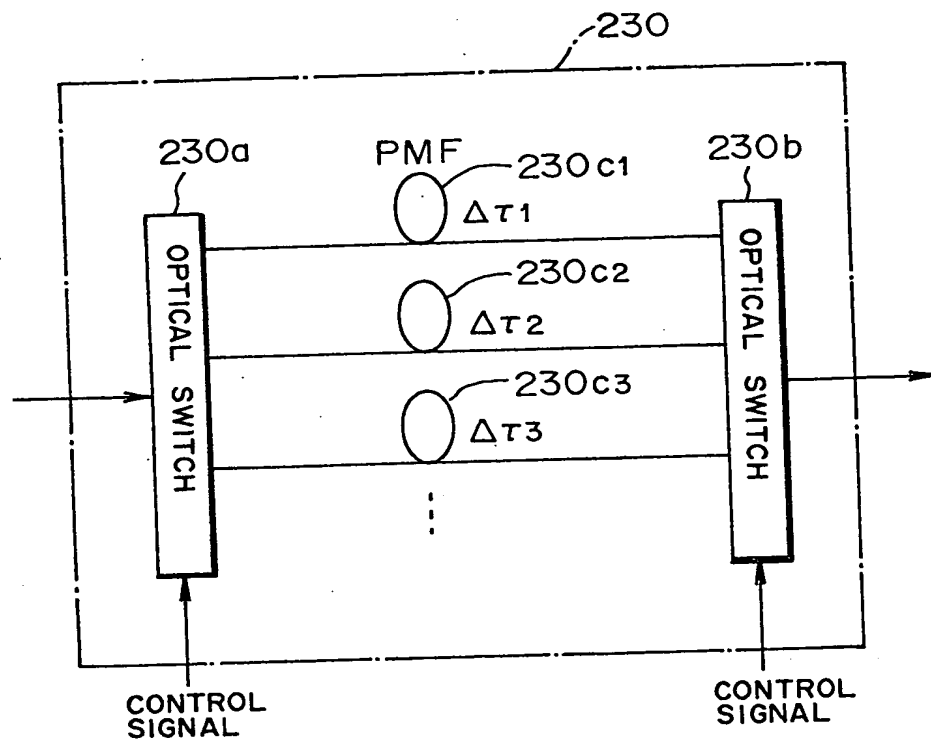 230
230a
PMF
230c1
230b
Δτ1
230c2
Δτ2
230c3
Δτ3
OPTICAL SWITCH
OPTICAL SWITCH
CONTROL
SIGNAL
CONTROL
SIGNAL